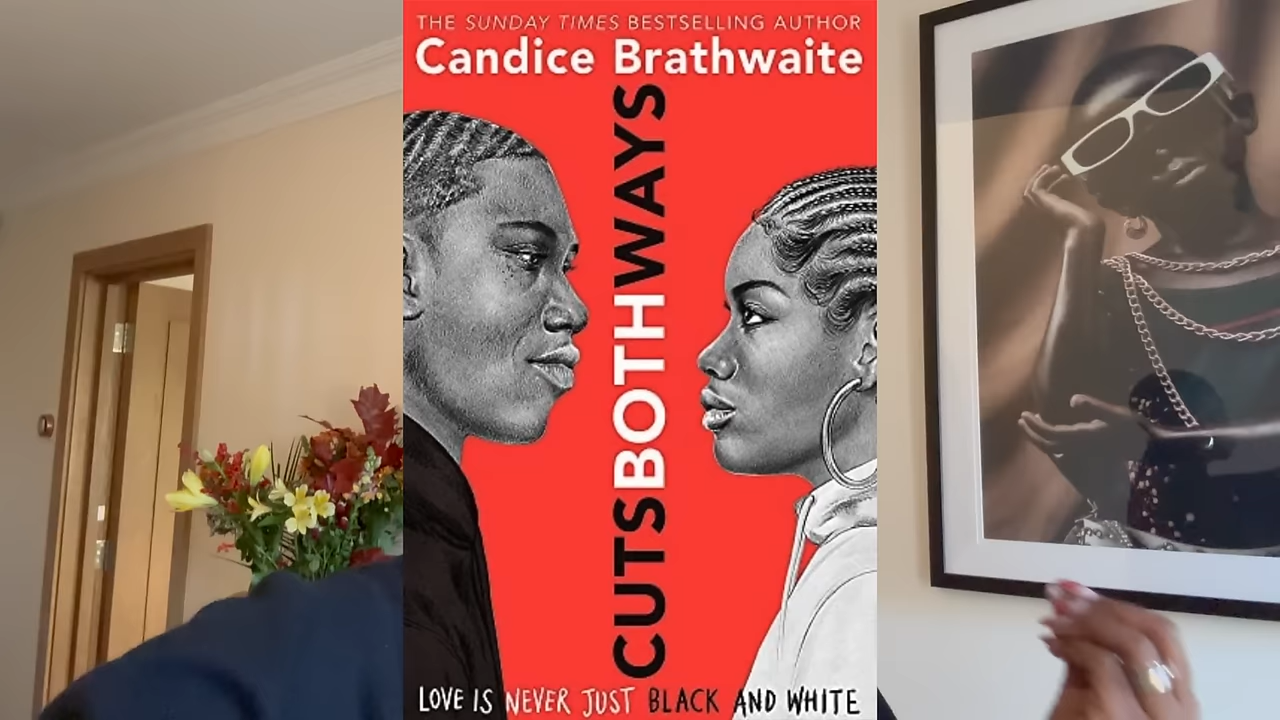 THE SUNDAY TIMES BESTSELLING AUTHOR
Candice Brathwaite
CUTSBOTHWAYS
LOVE IS NEVER JUST BLACK AND WHITE